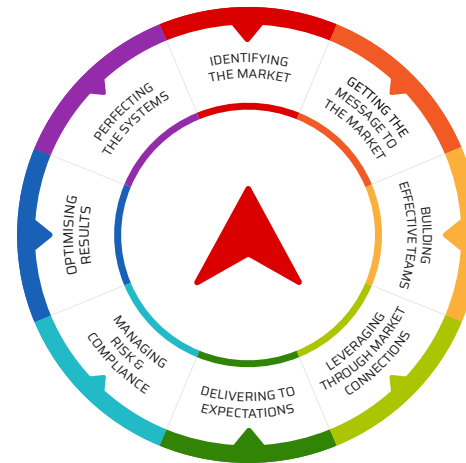 IDENTIFYING
THE MARKET
GETTING THE
MESSAGE TO
THE MARKET
BUILDING
EFFECTIVE TEAMS
LEVERAGING
THROUGH MARKET
CONNECTIONS
DELIVERING TO
EXPECTATIONS
MANAGING
RISK &
COMPLIANCE
OPTIMISING
RESULTS
PERFECTING
THE SYSTEMS